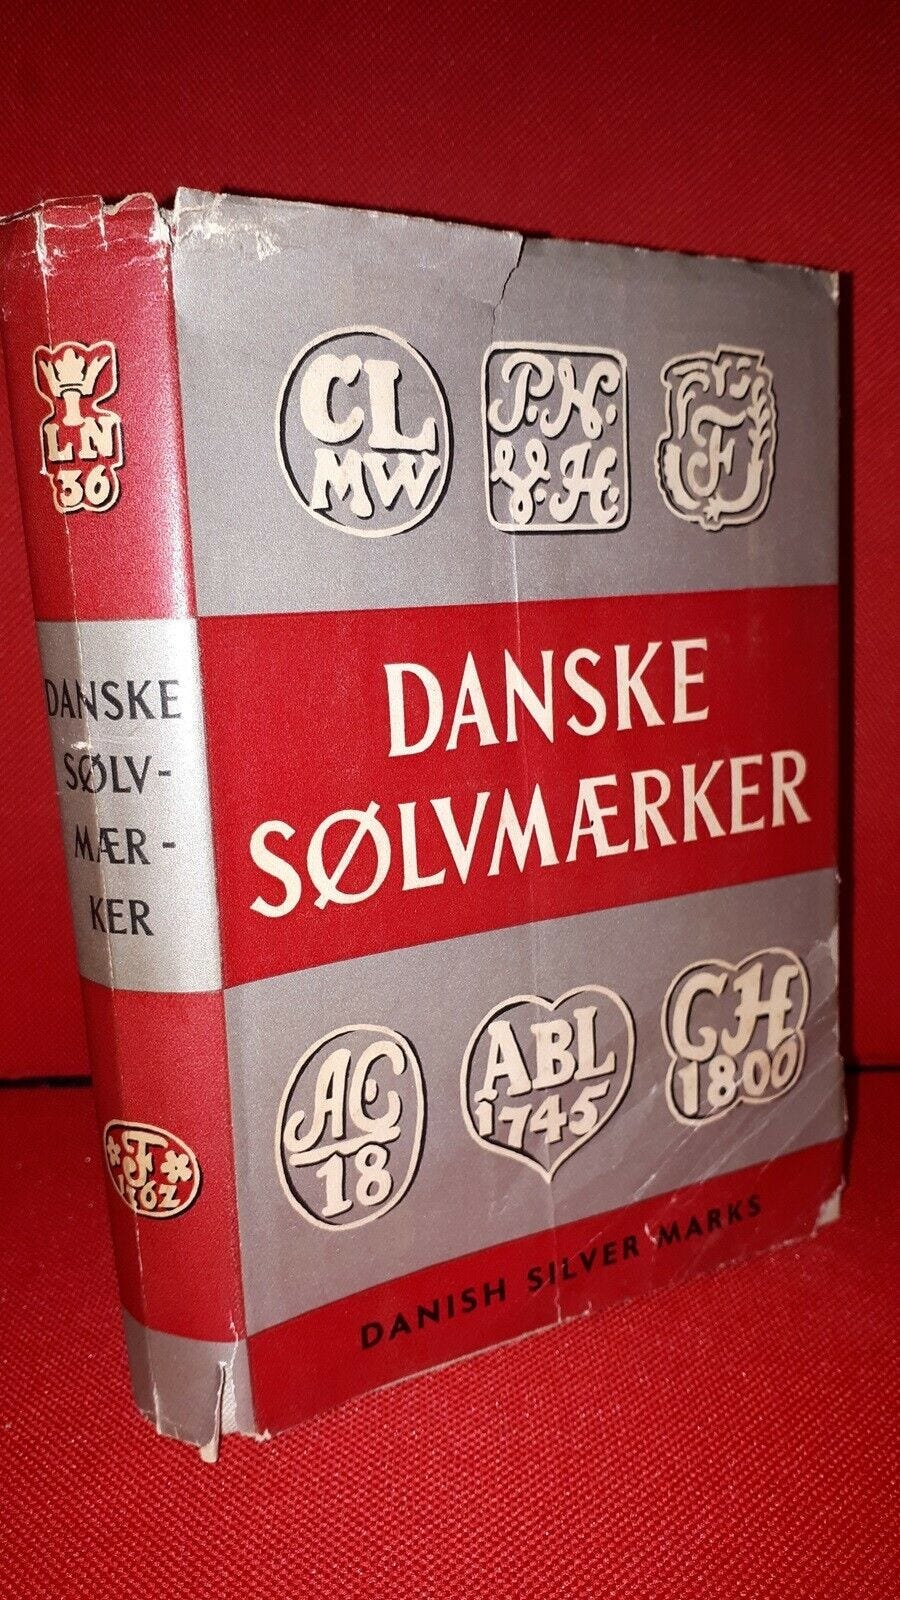 I
LN
36
DANSKE
SØLV-
MÆR-
KER
F
1762
CL
MW
P.N.
V.H.
F
DANSKE
SØLVMÆRKER
AC
18
ABL
1745
CH
1800
DANISH SILVER MARKS